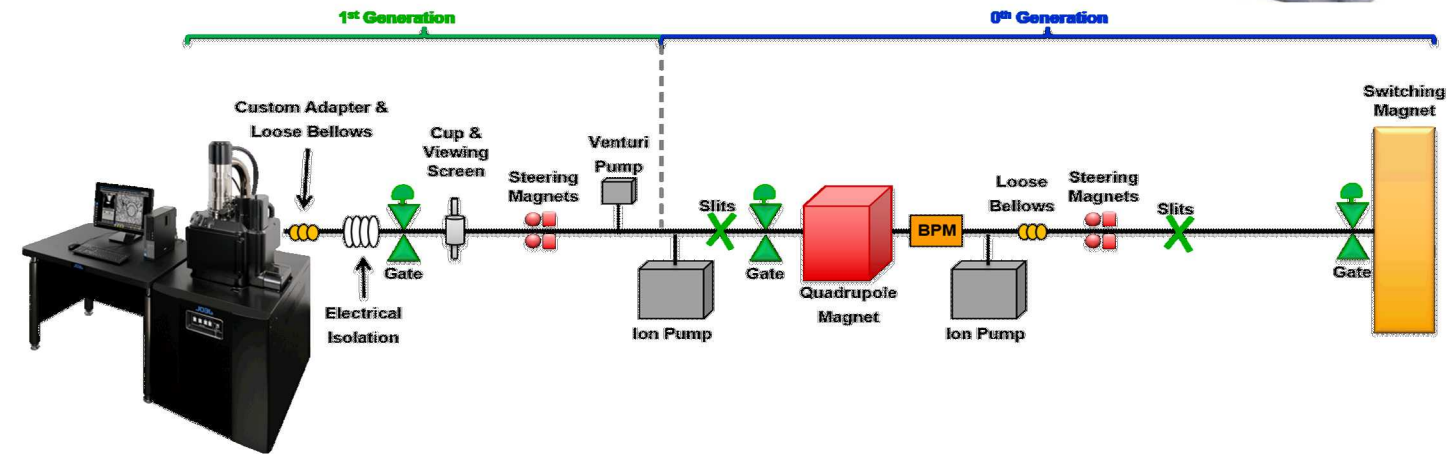 1st Generation
0th Generation
Switching
Magnet
Custom Adapter &
Loose Bellows
Cup &
Viewing
Screen
Venturi
Pump
Steering
Magnets
Loose
Bellows
Steering
Magnets
Slits
Slits
BPM
Gate
Gate
Gate
Quadrupole
Magnet
Electrical
Isolation
Ion Pump
Ion Pump
JEOL